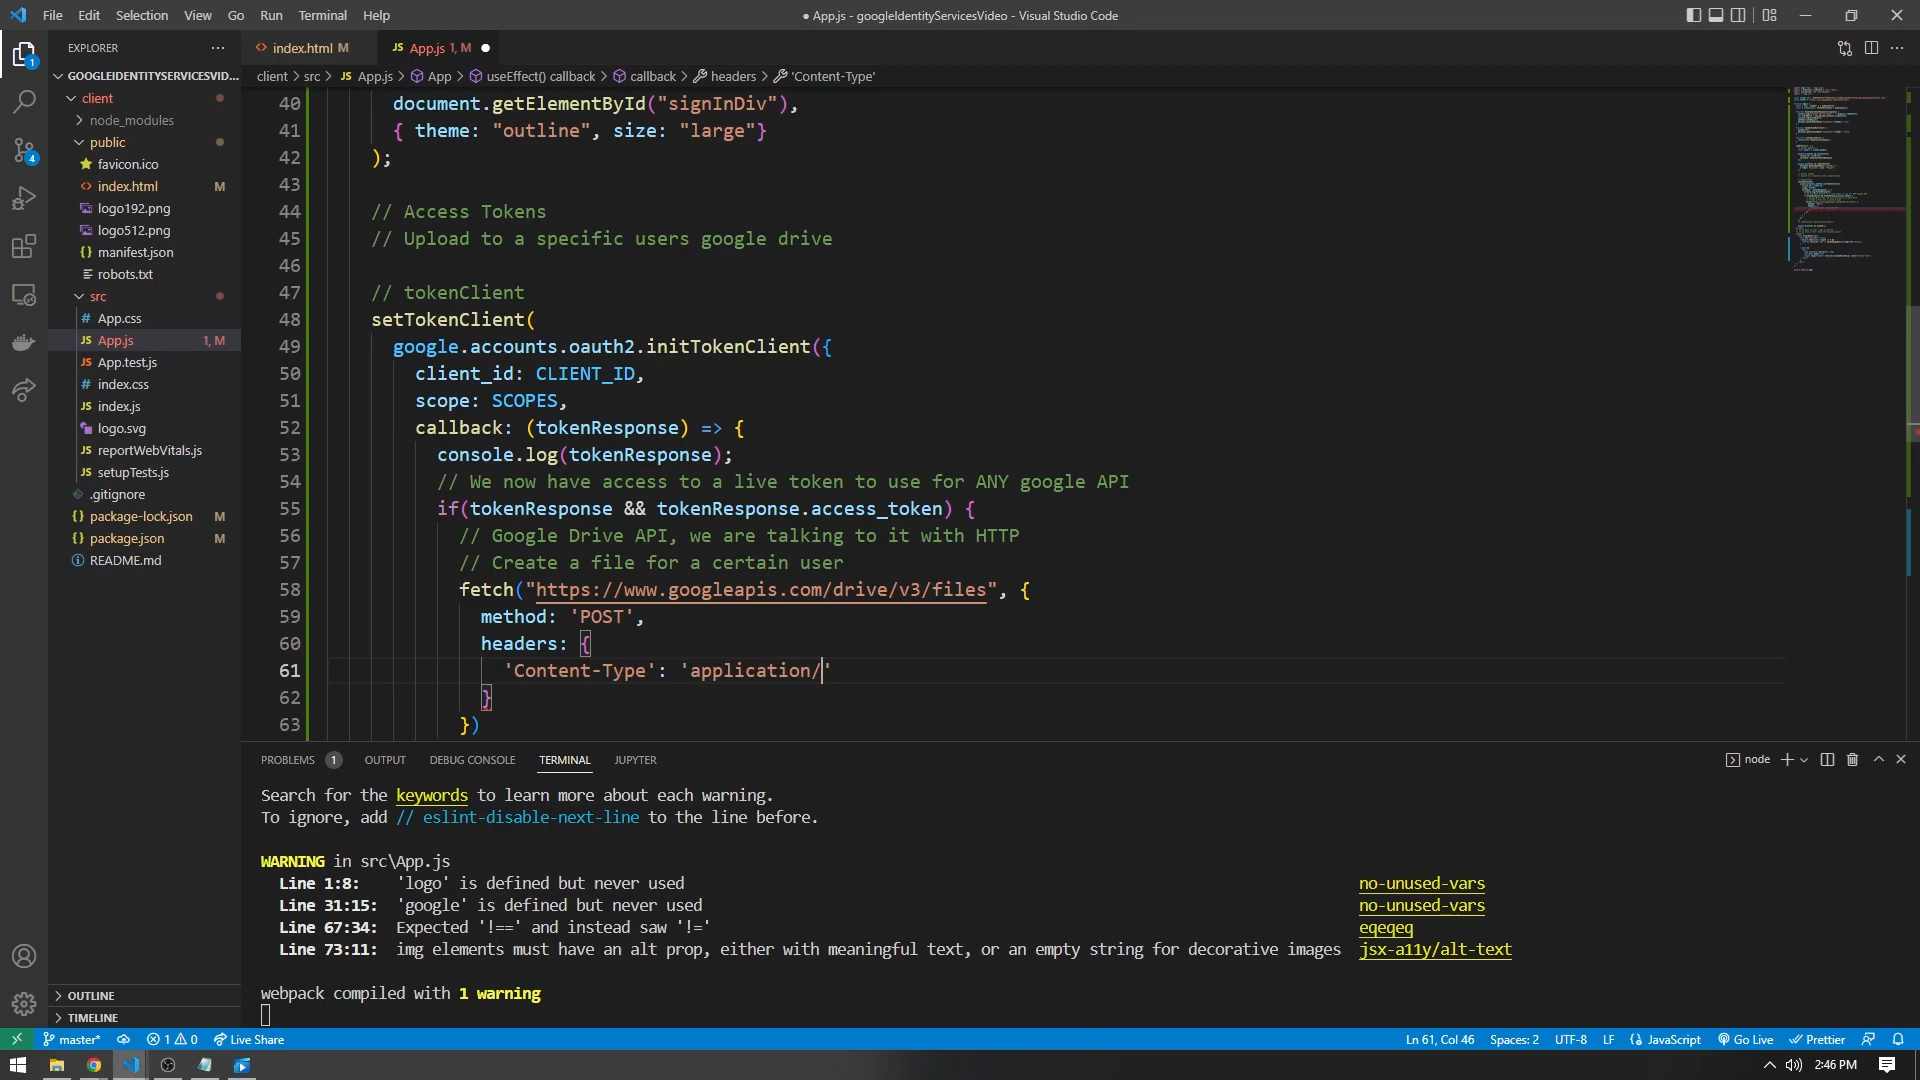 File Edit Selection View Go Run Terminal Help
● App.js - googleIdentityServicesVideo - Visual Studio Code
EXPLORER
index.html M
App.js 1, M
client > src > JS App.js > App > useEffect() callback > callback > headers > 'Content-Type'
GOOGLEIDENTITYSERVICESVID...
client
node_modules
public
favicon.ico
index.html M
logo192.png
logo512.png
manifest.json
robots.txt
src
App.css
JS App.js 1, M
JS App.test.js
index.css
JS index.js
logo.svg
JS reportWebVitals.js
JS setupTests.js
.gitignore
package-lock.json M
package.json M
README.md
OUTLINE
TIMELINE
40 document.getElementById("signInDiv"),
41 { theme: "outline", size: "large"}
42 );
43
44 // Access Tokens
45 // Upload to a specific users google drive
46
47 // tokenClient
48 setTokenClient(
49 google.accounts.oauth2.initTokenClient({
50 client_id: CLIENT_ID,
51 scope: SCOPES,
52 callback: (tokenResponse) => {
53 console.log(tokenResponse);
54 // We now have access to a live token to use for ANY google API
55 if(tokenResponse && tokenResponse.access_token) {
56 // Google Drive API, we are talking to it with HTTP
57 // Create a file for a certain user
58 fetch("https://www.googleapis.com/drive/v3/files", {
59 method: 'POST',
60 headers: {
61 'Content-Type': 'application/'
62 }
63 })
PROBLEMS 1 OUTPUT DEBUG CONSOLE TERMINAL JUPYTER
node
Search for the keywords to learn more about each warning.
To ignore, add // eslint-disable-next-line to the line before.
WARNING in src\App.js
Line 1:8: 'logo' is defined but never used no-unused-vars
Line 31:15: 'google' is defined but never used no-unused-vars
Line 67:34: Expected '!==' and instead saw '!=' eqeqeq
Line 73:11: img elements must have an alt prop, either with meaningful text, or an empty string for decorative images jsx-a11y/alt-text
webpack compiled with 1 warning
master* 1 0 Live Share
Ln 61, Col 46 Spaces: 2 UTF-8 LF JavaScript Go Live Prettier
2:46 PM